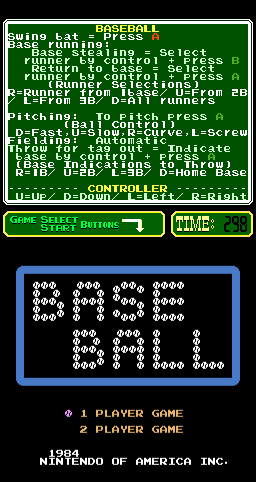 BASEBALL
Swing bat = Press A
Base running:
Base stealing = Select
runner by control + press B
Return to base = Select
runner by control + press A
(Runner Selections)
R=Runner from 1base/ U=From 2B
/ L=From 3B/ D=All runners
Pitching: To pitch press A
(Ball Control)
D=Fast,U=Slow,R=Curve,L=Screw
Fielding: Automatic
Throw for tag out = Indicate
base by control + press A
(Base Indications to Throw)
R=1B/ U=2B/ L=3B/ D=Home Base
CONTROLLER
U=Up/ D=Down/ L=Left/ R=Right
GAME SELECT
START BUTTONS
TIME: 298
BASE
BALL
1 PLAYER GAME
2 PLAYER GAME
1984
NINTENDO OF AMERICA INC.